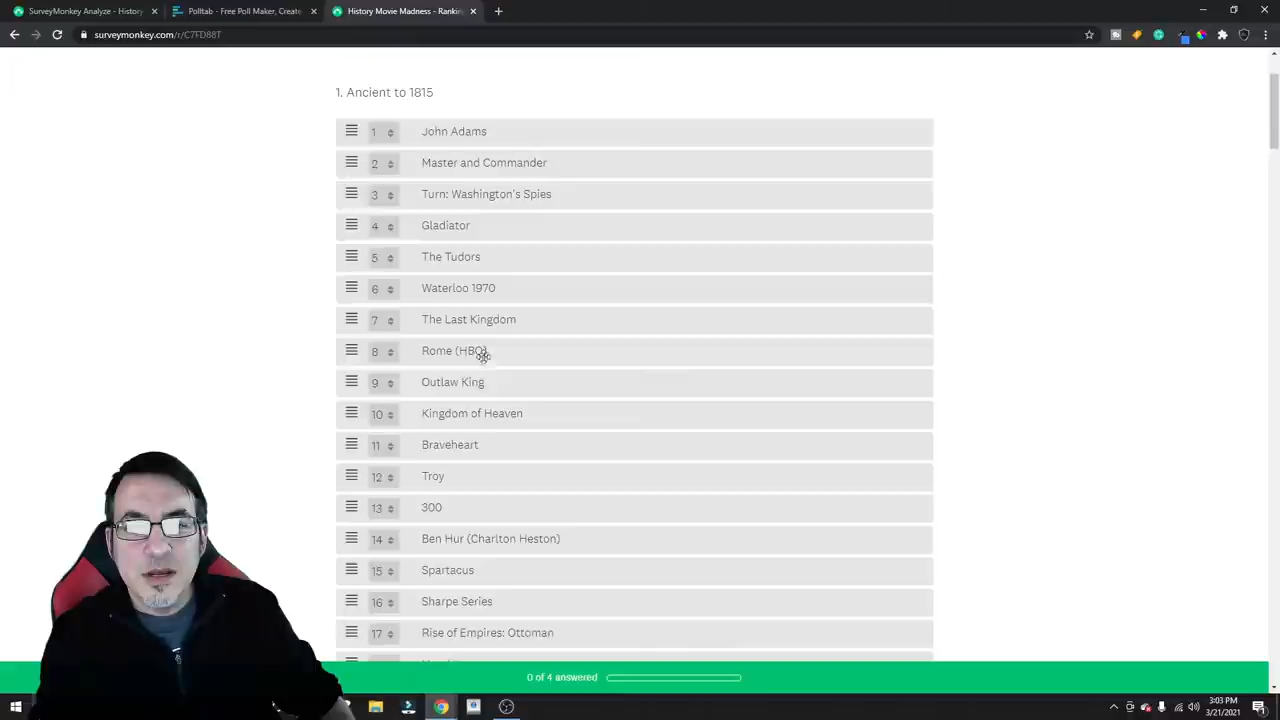 SurveyMonkey Analyze - History
Polltab - Free Poll Maker, Create
History Movie Madness - Rankin
surveymonkey.com/r/C7FD88T
1. Ancient to 1815
1 John Adams
2 Master and Commander
3 Turn: Washington's Spies
4 Gladiator
5 The Tudors
6 Waterloo 1970
7 The Last Kingdom
8 Rome (HBO)
9 Outlaw King
10 Kingdom of Heaven
11 Braveheart
12 Troy
13 300
14 Ben Hur (Charlton Heston)
15 Spartacus
16 Sharpe Series
17 Rise of Empires: Ottoman
0 of 4 answered
3:03 PM
3/21/2021